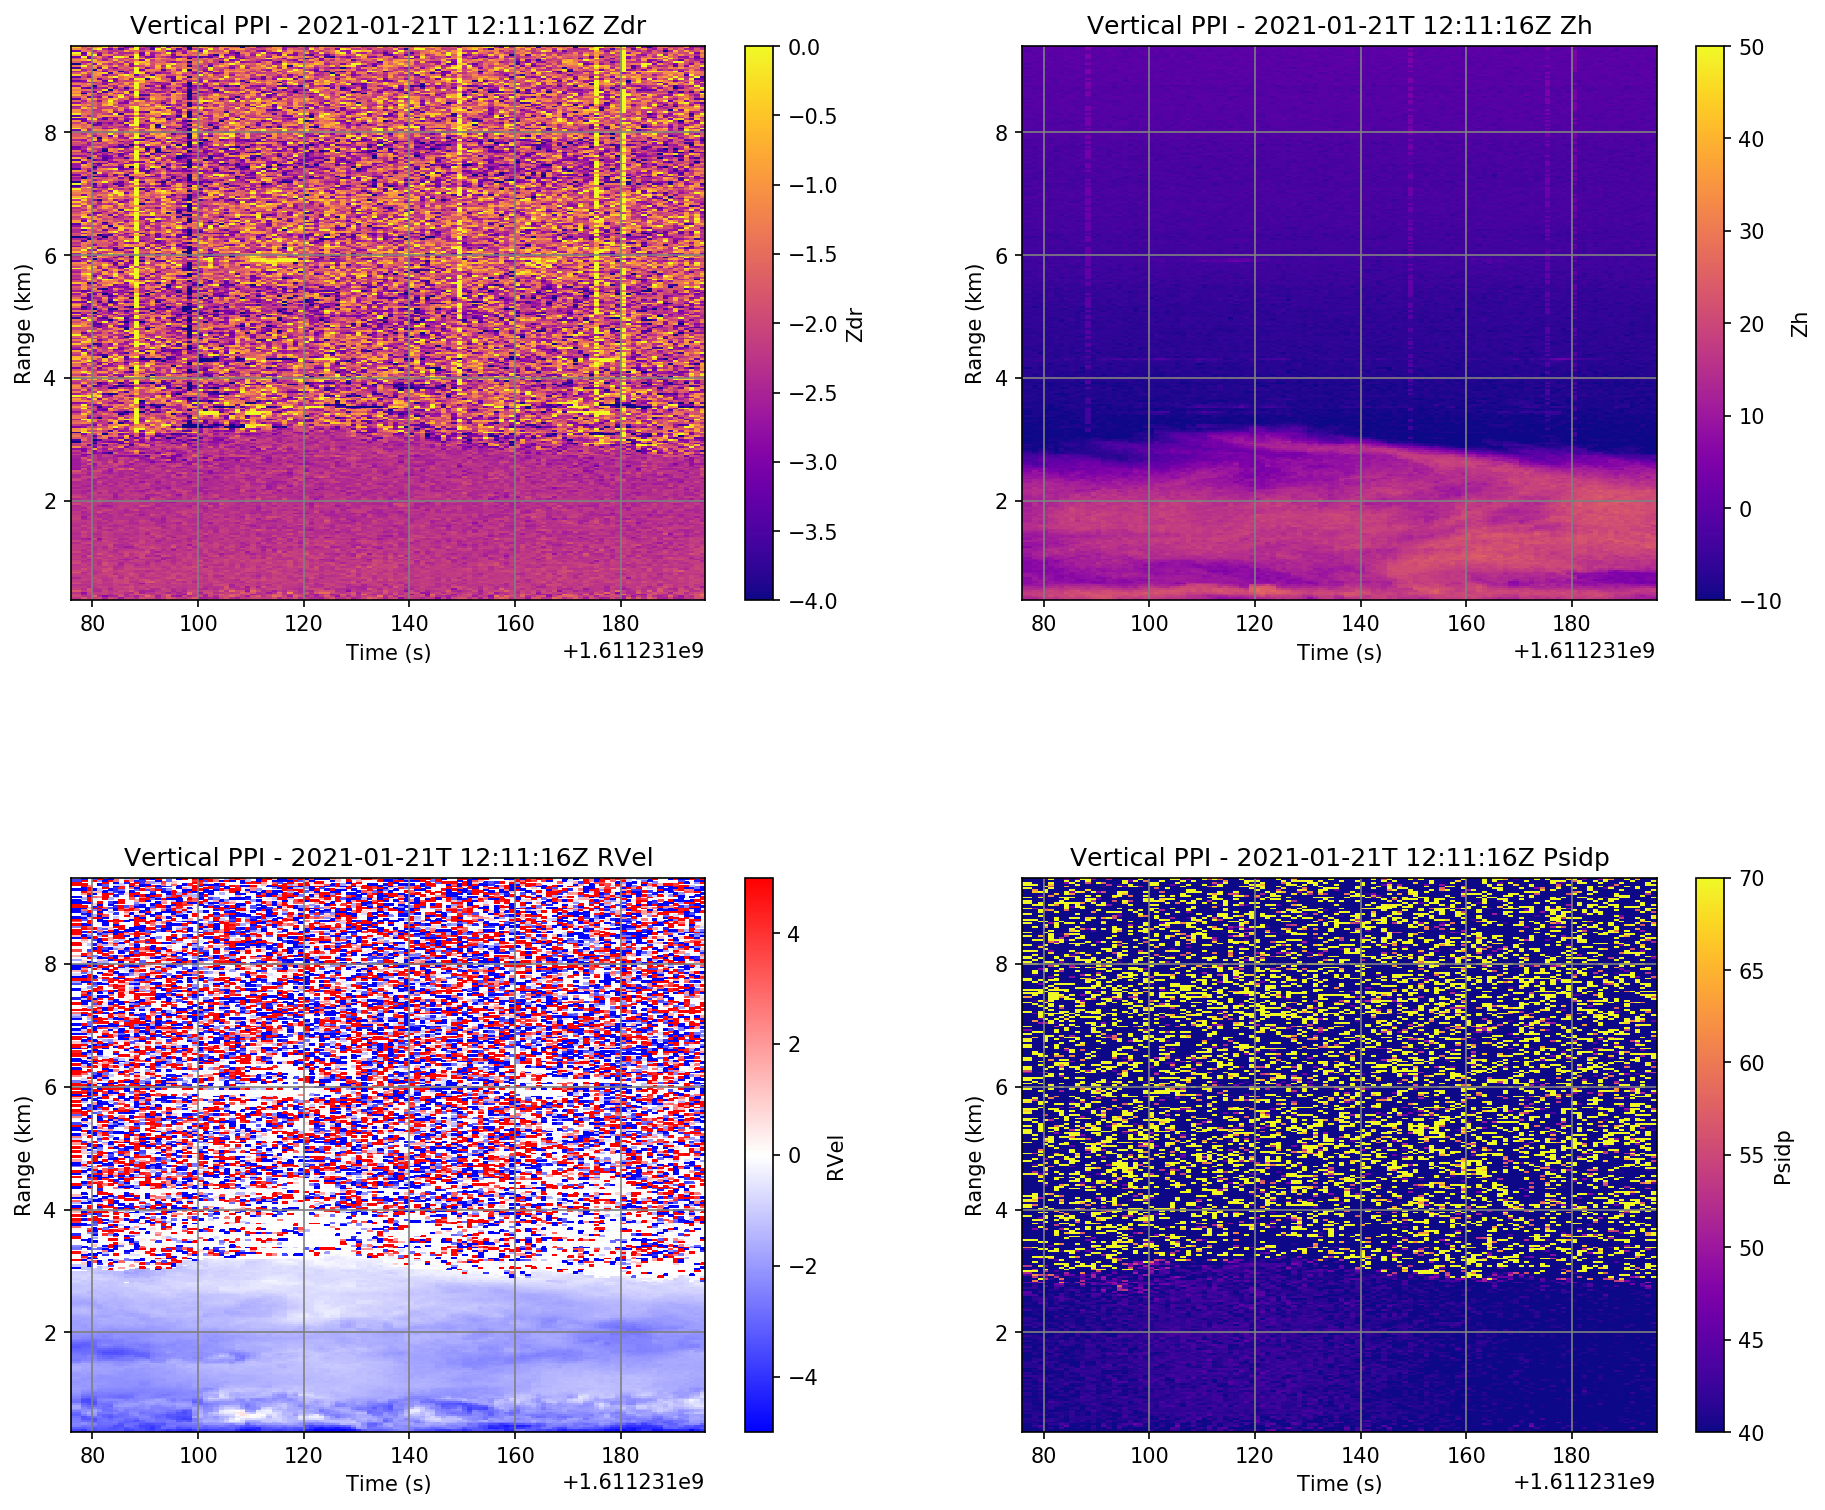 Vertical PPI - 2021-01-21T 12:11:16Z Zdr
Range (km)
8
6
4
2
80 100 120 140 160 180
Time (s)
+1.611231e9
0.0
−0.5
−1.0
−1.5
−2.0
−2.5
−3.0
−3.5
−4.0
Zdr
Vertical PPI - 2021-01-21T 12:11:16Z Zh
Range (km)
8
6
4
2
80 100 120 140 160 180
Time (s)
+1.611231e9
50
40
30
20
10
0
−10
Zh
Vertical PPI - 2021-01-21T 12:11:16Z RVel
Range (km)
8
6
4
2
80 100 120 140 160 180
Time (s)
+1.611231e9
4
2
0
−2
−4
RVel
Vertical PPI - 2021-01-21T 12:11:16Z Psidp
Range (km)
8
6
4
2
80 100 120 140 160 180
Time (s)
+1.611231e9
70
65
60
55
50
45
40
Psidp